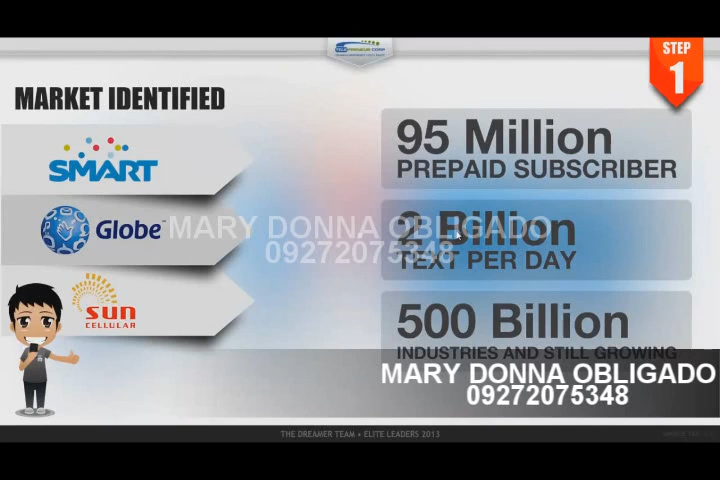 STEP
1
MARKET IDENTIFIED
SMART
Globe
sun
CELLULAR
95 Million
PREPAID SUBSCRIBER
2 Billion
TEXT PER DAY
500 Billion
INDUSTRIES AND STILL GROWING
MARY DONNA OBLIGADO
09272075348
MARY DONNA OBLIGADO
09272075348
THE DREAMER TEAM • ELITE LEADERS 2013